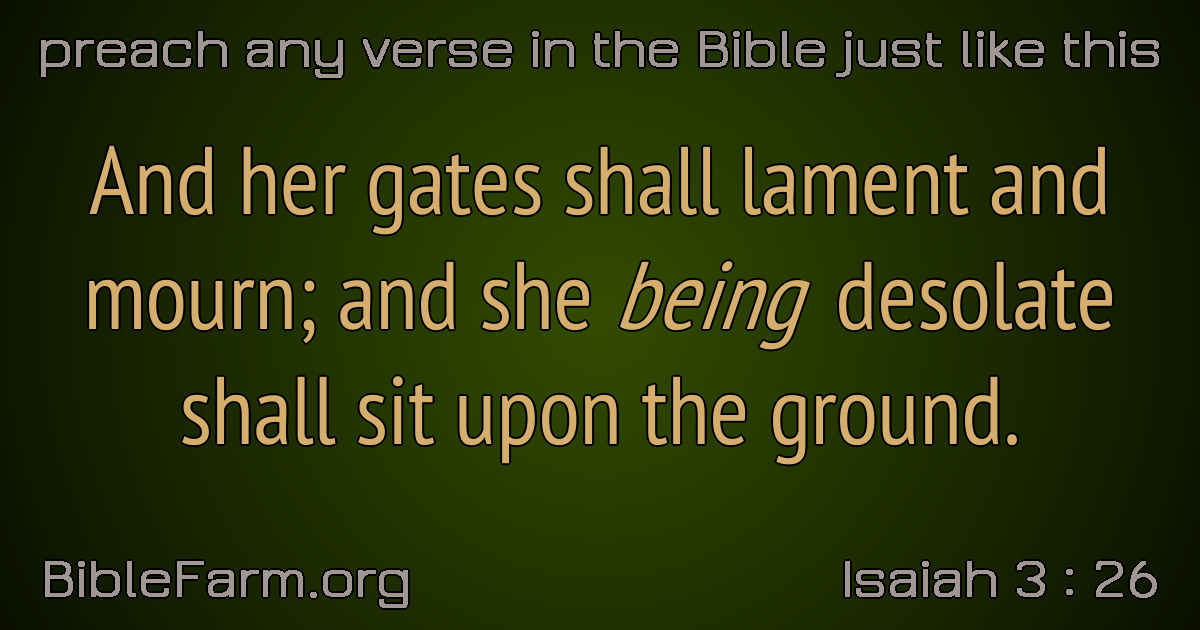 preach any verse in the Bible just like this
And her gates shall lament and
mourn; and she being desolate
shall sit upon the ground.
BibleFarm.org
Isaiah 3 : 26